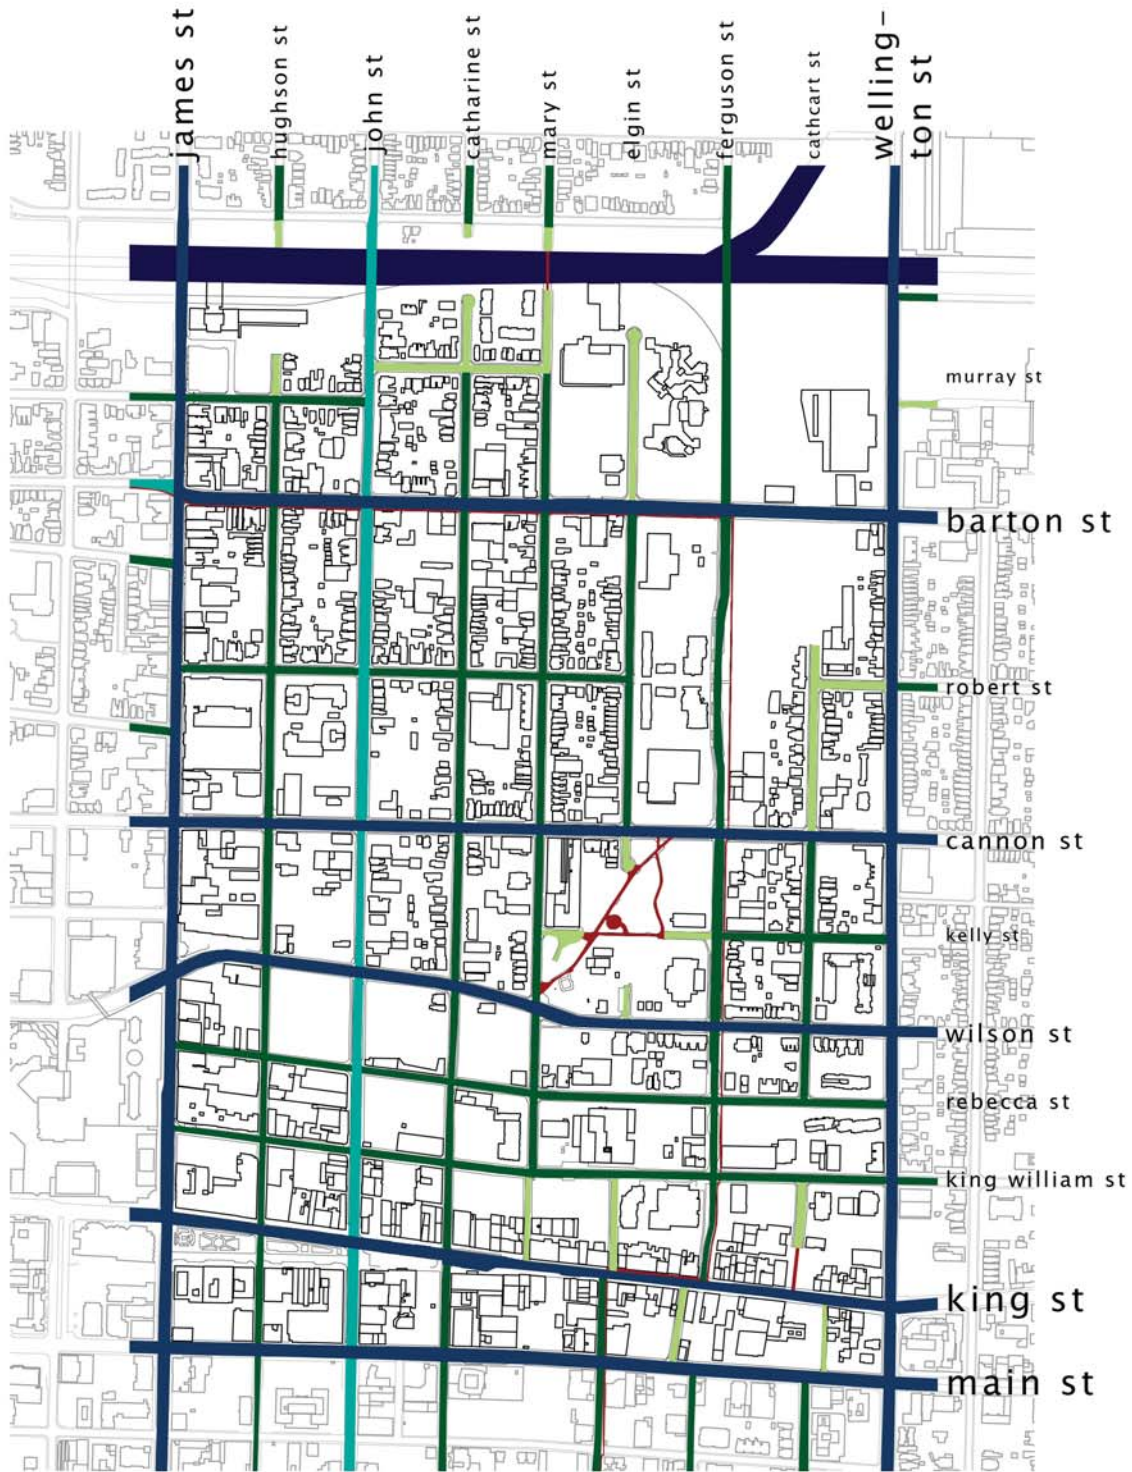 james st
hughson st
john st
catharine st
mary st
elgin st
ferguson st
cathcart st
welling-
ton st
murray st
barton st
robert st
cannon st
kelly st
wilson st
rebecca st
king william st
king st
main st